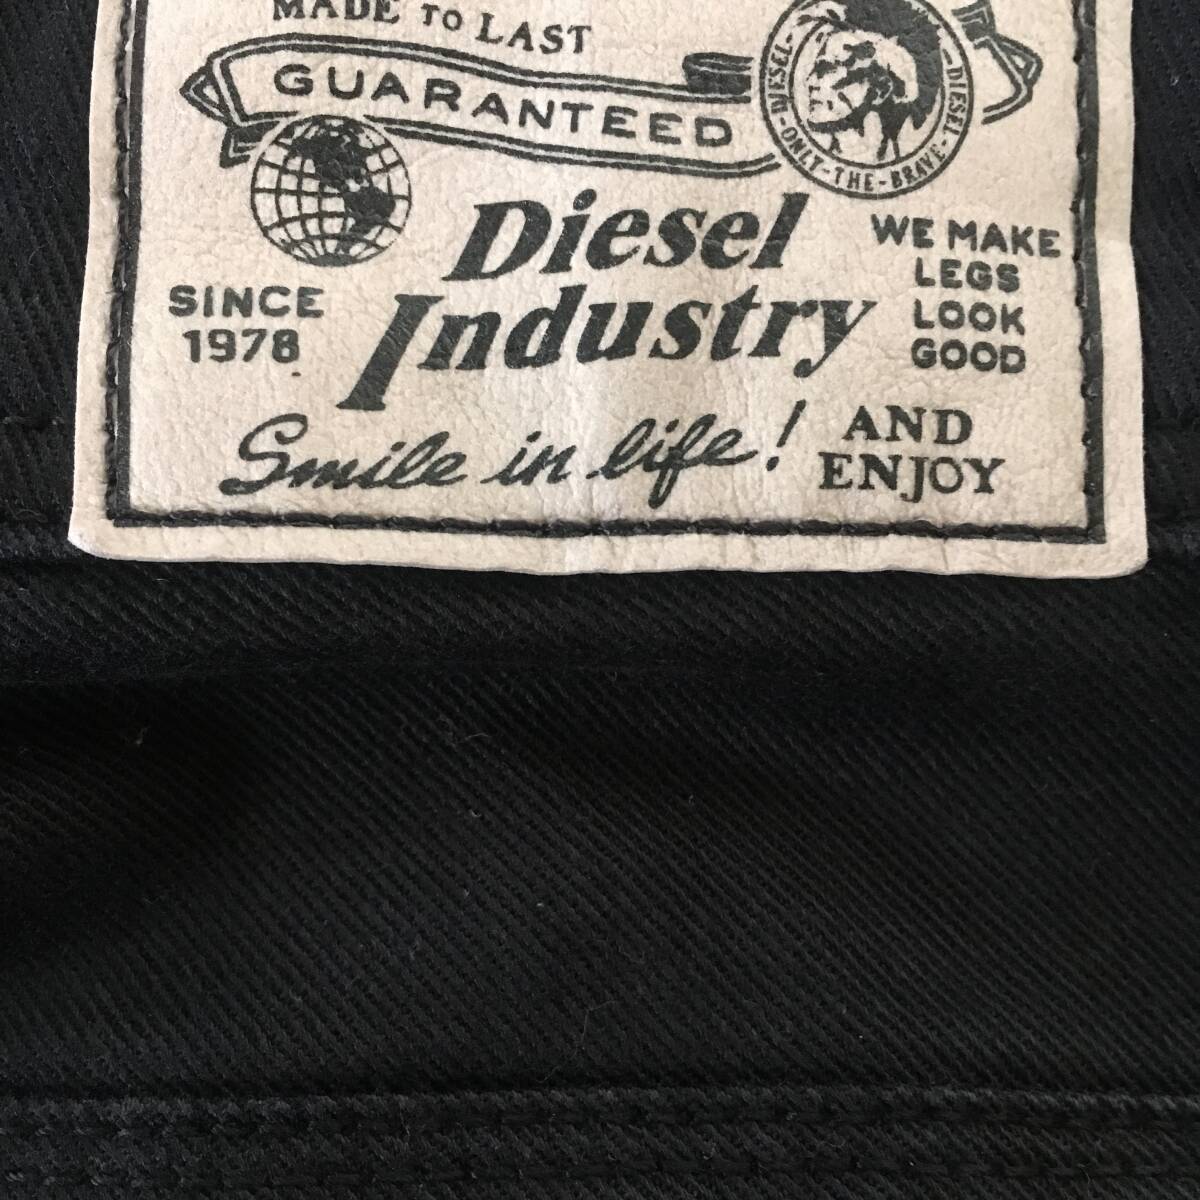 MADE TO LAST
GUARANTEED
DIESEL - ONLY - THE - BRAVE - DIESEL
Diesel
Industry
SINCE
1978
WE MAKE
LEGS
LOOK
GOOD
Smile in life!
AND
ENJOY